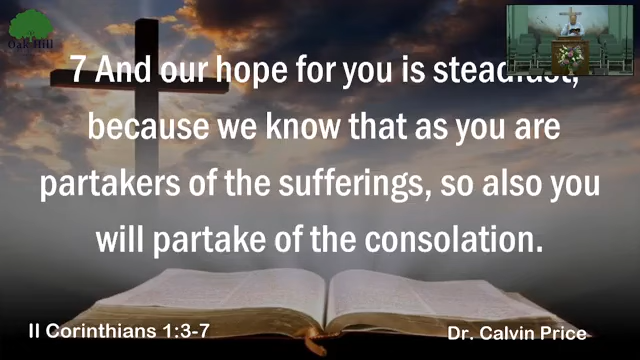 Oak Hill
7 And our hope for you is steadfast,
because we know that as you are
partakers of the sufferings, so also you
will partake of the consolation.
II Corinthians 1:3-7
Dr. Calvin Price